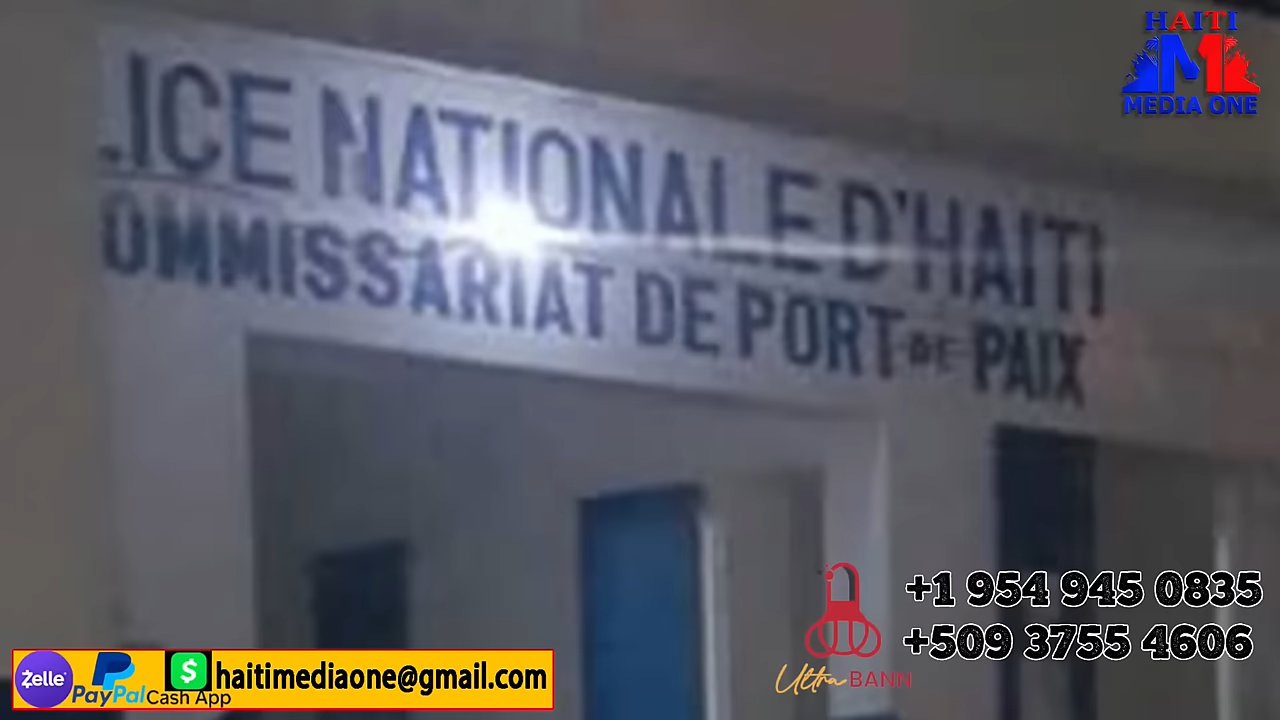 HAITI
M
MEDIA ONE
.ICE NATIONALE D'HAITI
OMMISSARIAT DE PORT DE PAIX
+1 954 945 0835
+509 3755 4606
Ultra BANN
Zelle
PayPal
$
Cash App
haitimediaone@gmail.com